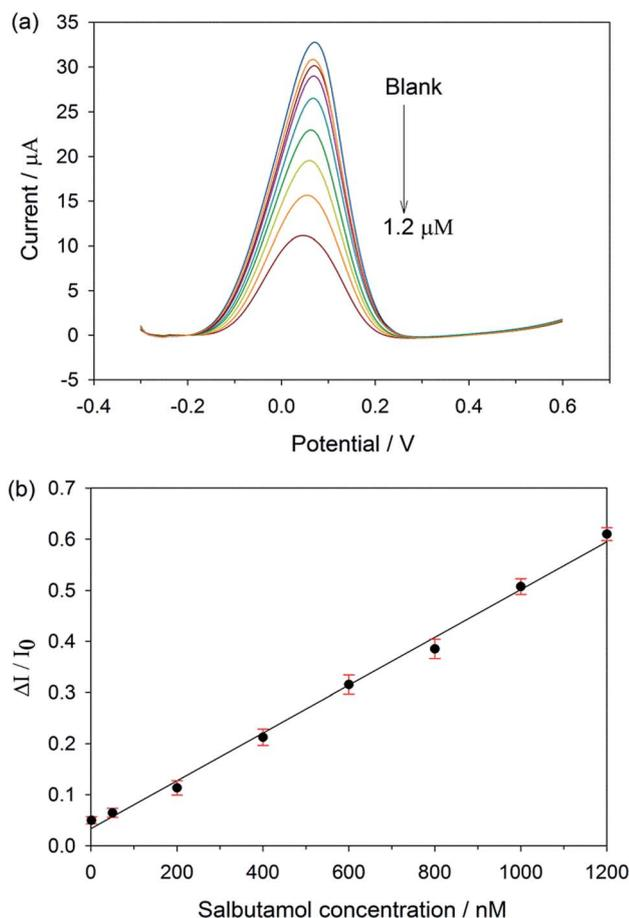 (a)
35
30
25
20
15
10
5
0
-5
Current / μA
Blank
1.2 μM
-0.4 -0.2 0.0 0.2 0.4 0.6
Potential / V
(b)
0.7
0.6
0.5
0.4
0.3
0.2
0.1
0.0
ΔI / I0
0 200 400 600 800 1000 1200
Salbutamol concentration / nM